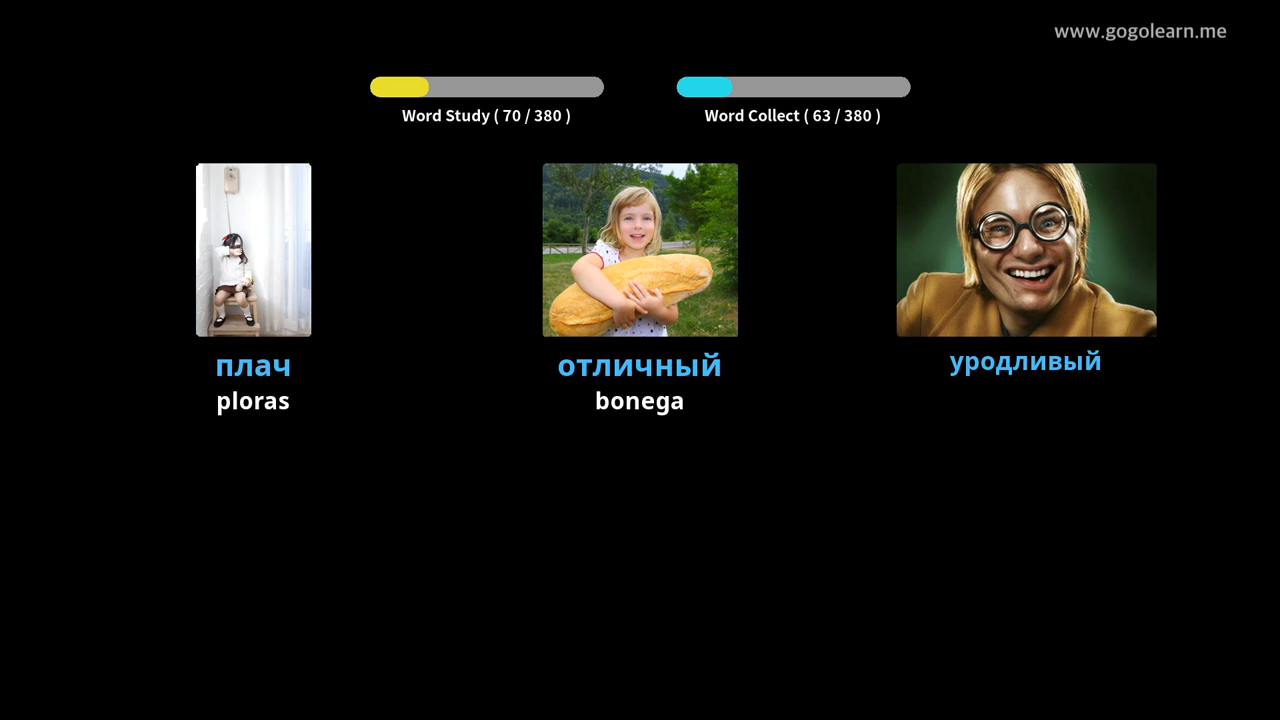 www.gogolearn.me
Word Study ( 70 / 380 )
Word Collect ( 63 / 380 )
плач
отличный
уродливый
ploras
bonega